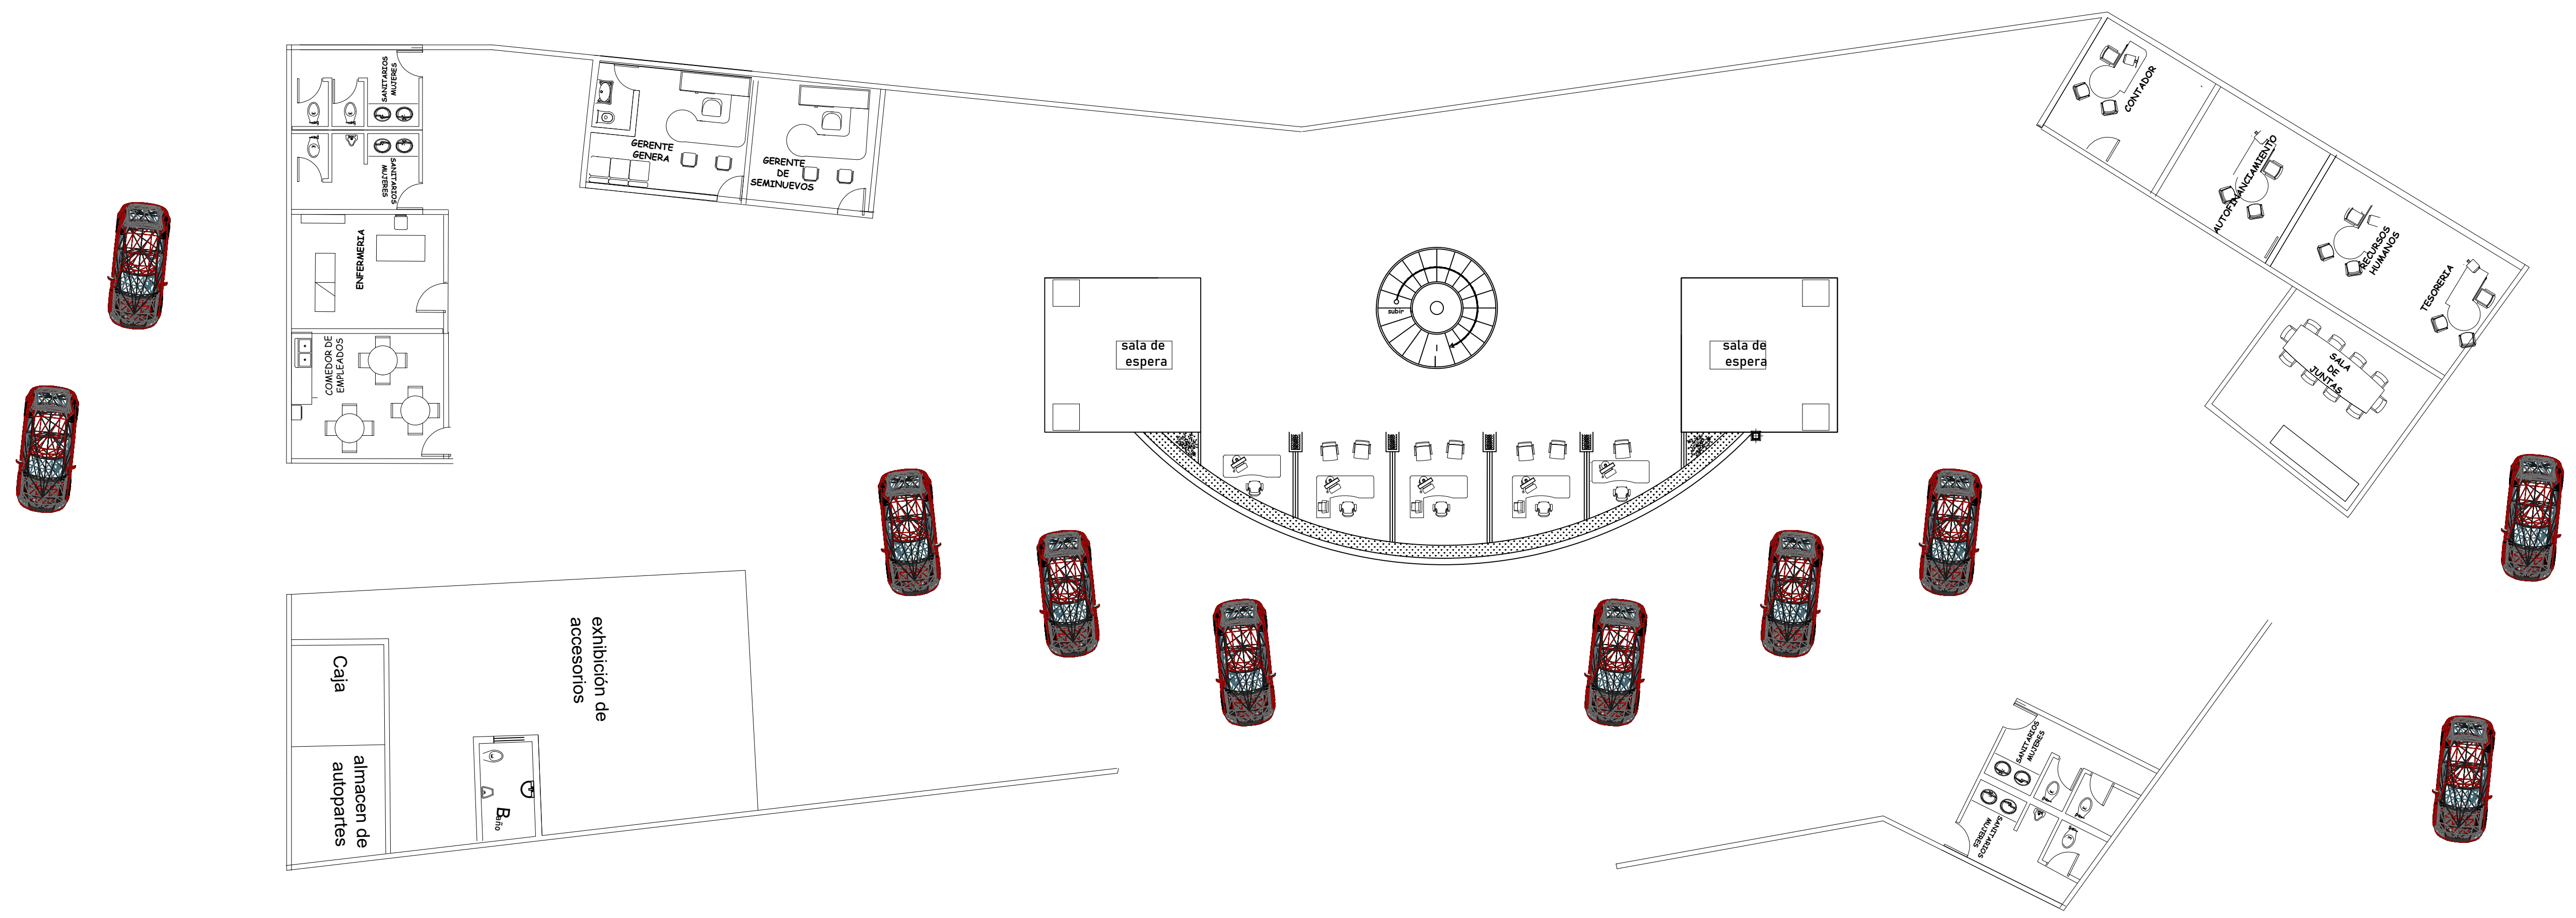 SANITARIOS
MUJERES
SANITARIOS
MUJERES
ENFERMERIA
COMEDOR DE
EMPLEADOS
GERENTE
GENERA
GERENTE
DE
SEMINUEVOS
sala de
espera
subir
sala de
espera
CONTADOR
AUTOFINANCIAMIENTO
RECURSOS
HUMANOS
TESORERIA
SALA
DE
JUNTAS
exhibición de
accesorios
Caja
almacen de
autopartes
Baño
SANITARIOS
MUJERES
SANITARIOS
MUJERES